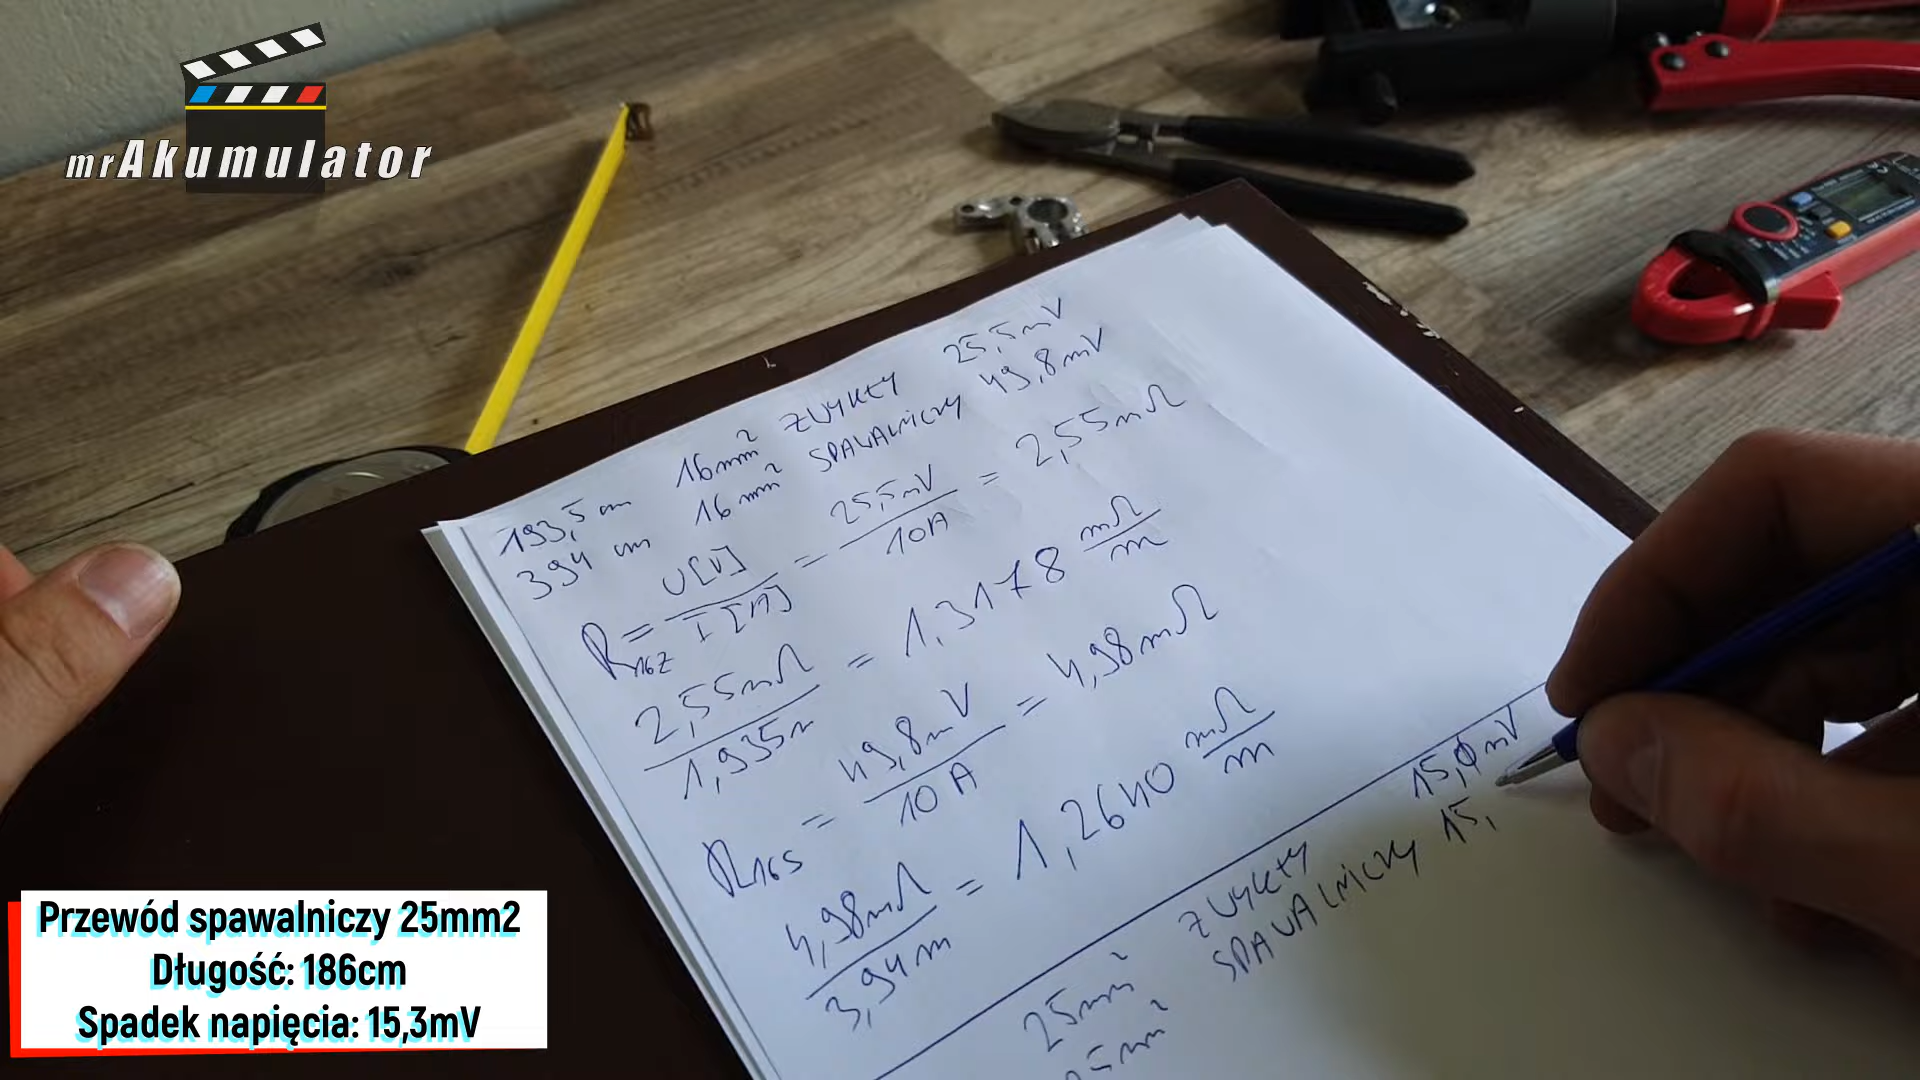 mrAkumulator
193,5 cm 16mm² ZWYKŁY 25,5mV
394 cm 16mm² SPAWALNICZY 49,8mV
R16Z = U[V] / I[A] = 25,5mV / 10A = 2,55mΩ
2,55mΩ / 1,935m = 1,3178 mΩ/m
R16S = 49,8mV / 10A = 4,98mΩ
4,98mΩ / 3,94m = 1,2640 mΩ/m
25mm² ZWYKŁY 15,0mV
25mm² SPAWALNICZY 15,
Przewód spawalniczy 25mm2
Długość: 186cm
Spadek napięcia: 15,3mV